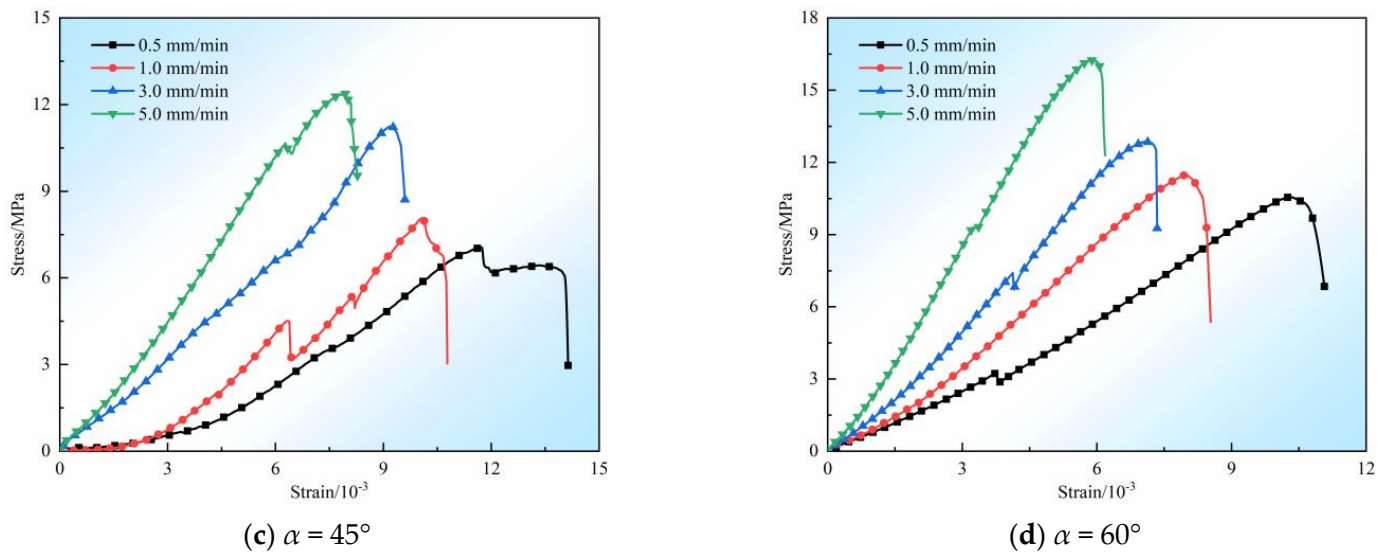 15
12
9
6
3
0
Stress/MPa
0.5 mm/min
1.0 mm/min
3.0 mm/min
5.0 mm/min
0 3 6 9 12 15
Strain/10⁻³
(c) α = 45°
18
15
12
9
6
3
0
Stress/MPa
0.5 mm/min
1.0 mm/min
3.0 mm/min
5.0 mm/min
0 3 6 9 12
Strain/10⁻³
(d) α = 60°